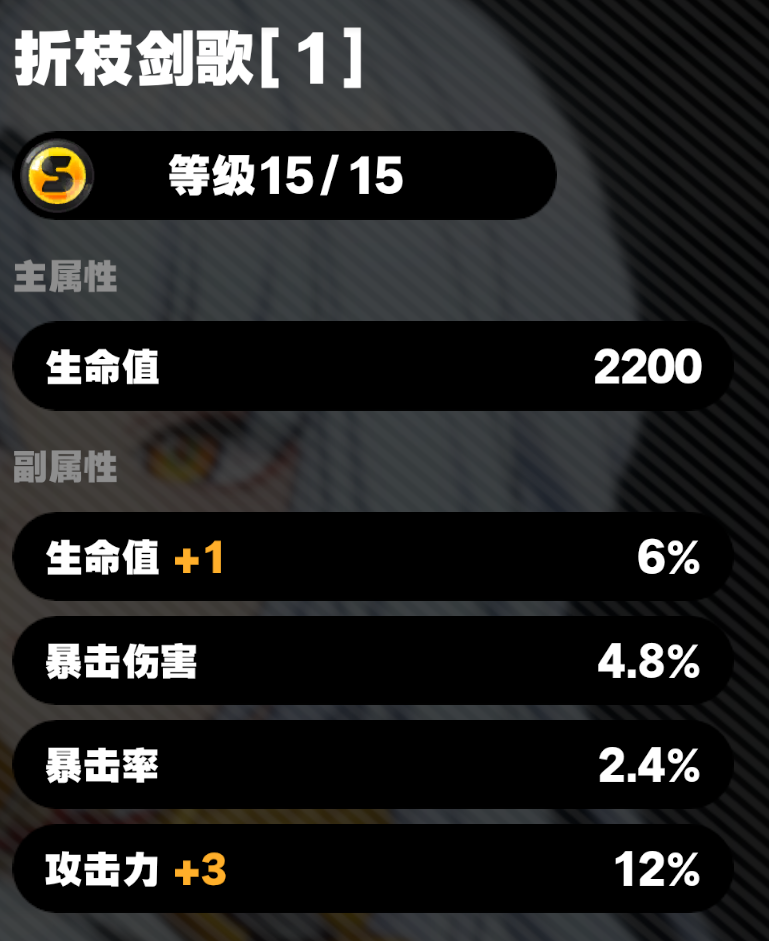 折枝剑歌[1]
S 等级15/15
主属性
生命值 2200
副属性
生命值 +1 6%
暴击伤害 4.8%
暴击率 2.4%
攻击力 +3 12%